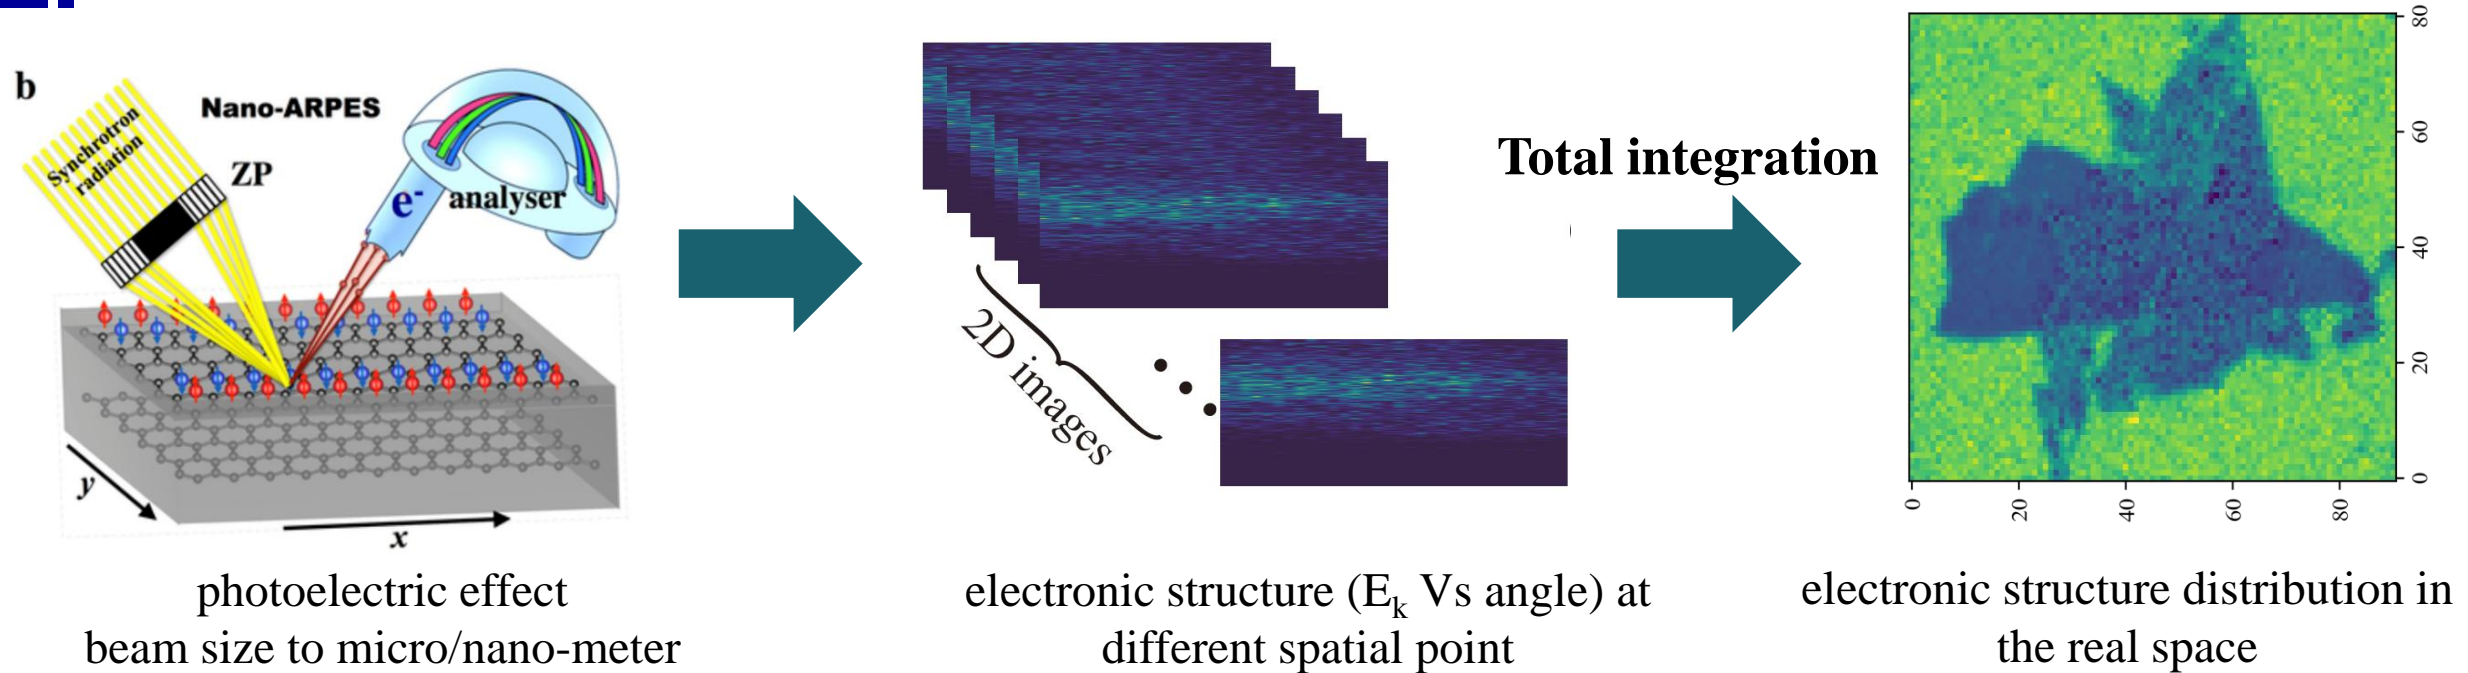 b
Nano-ARPES
Synchrotron
radiation
ZP
e- analyser
y
x
photoelectric effect
beam size to micro/nano-meter
2D images
electronic structure (Ek Vs angle) at
different spatial point
Total integration
0
20
40
60
80
0
20
40
60
80
electronic structure distribution in
the real space